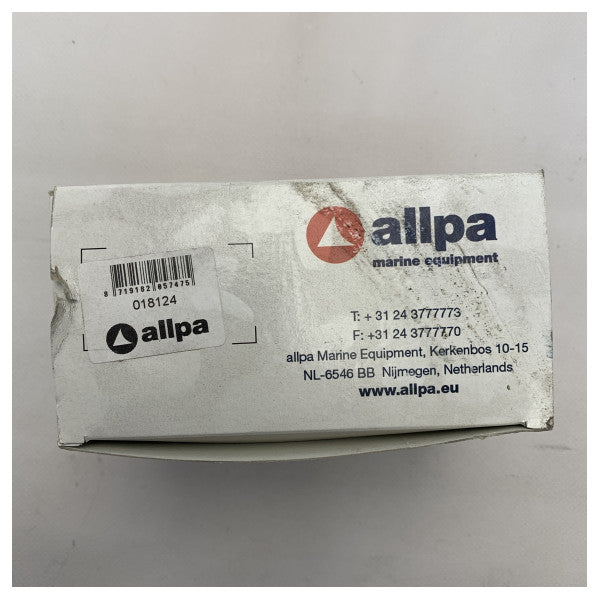 allpa
marine equipment
8 719162 057475
018124
allpa
T: + 31 24 3777773
F: +31 24 3777770
allpa Marine Equipment, Kerkenbos 10-15
NL-6546 BB Nijmegen, Netherlands
www.allpa.eu